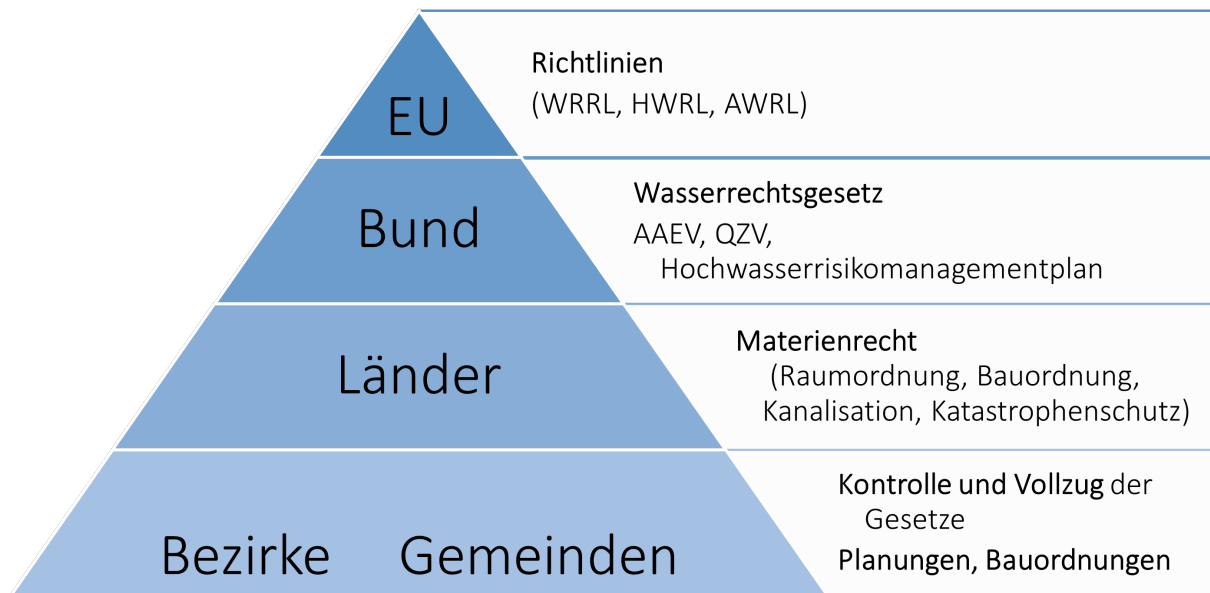 EU
Richtlinien
(WRRL, HWRL, AWRL)
Bund
Wasserrechtsgesetz
AAEV, QZV,
Hochwasserrisikomanagementplan
Länder
Materienrecht
(Raumordnung, Bauordnung,
Kanalisation, Katastrophenschutz)
Bezirke Gemeinden
Kontrolle und Vollzug der
Gesetze
Planungen, Bauordnungen